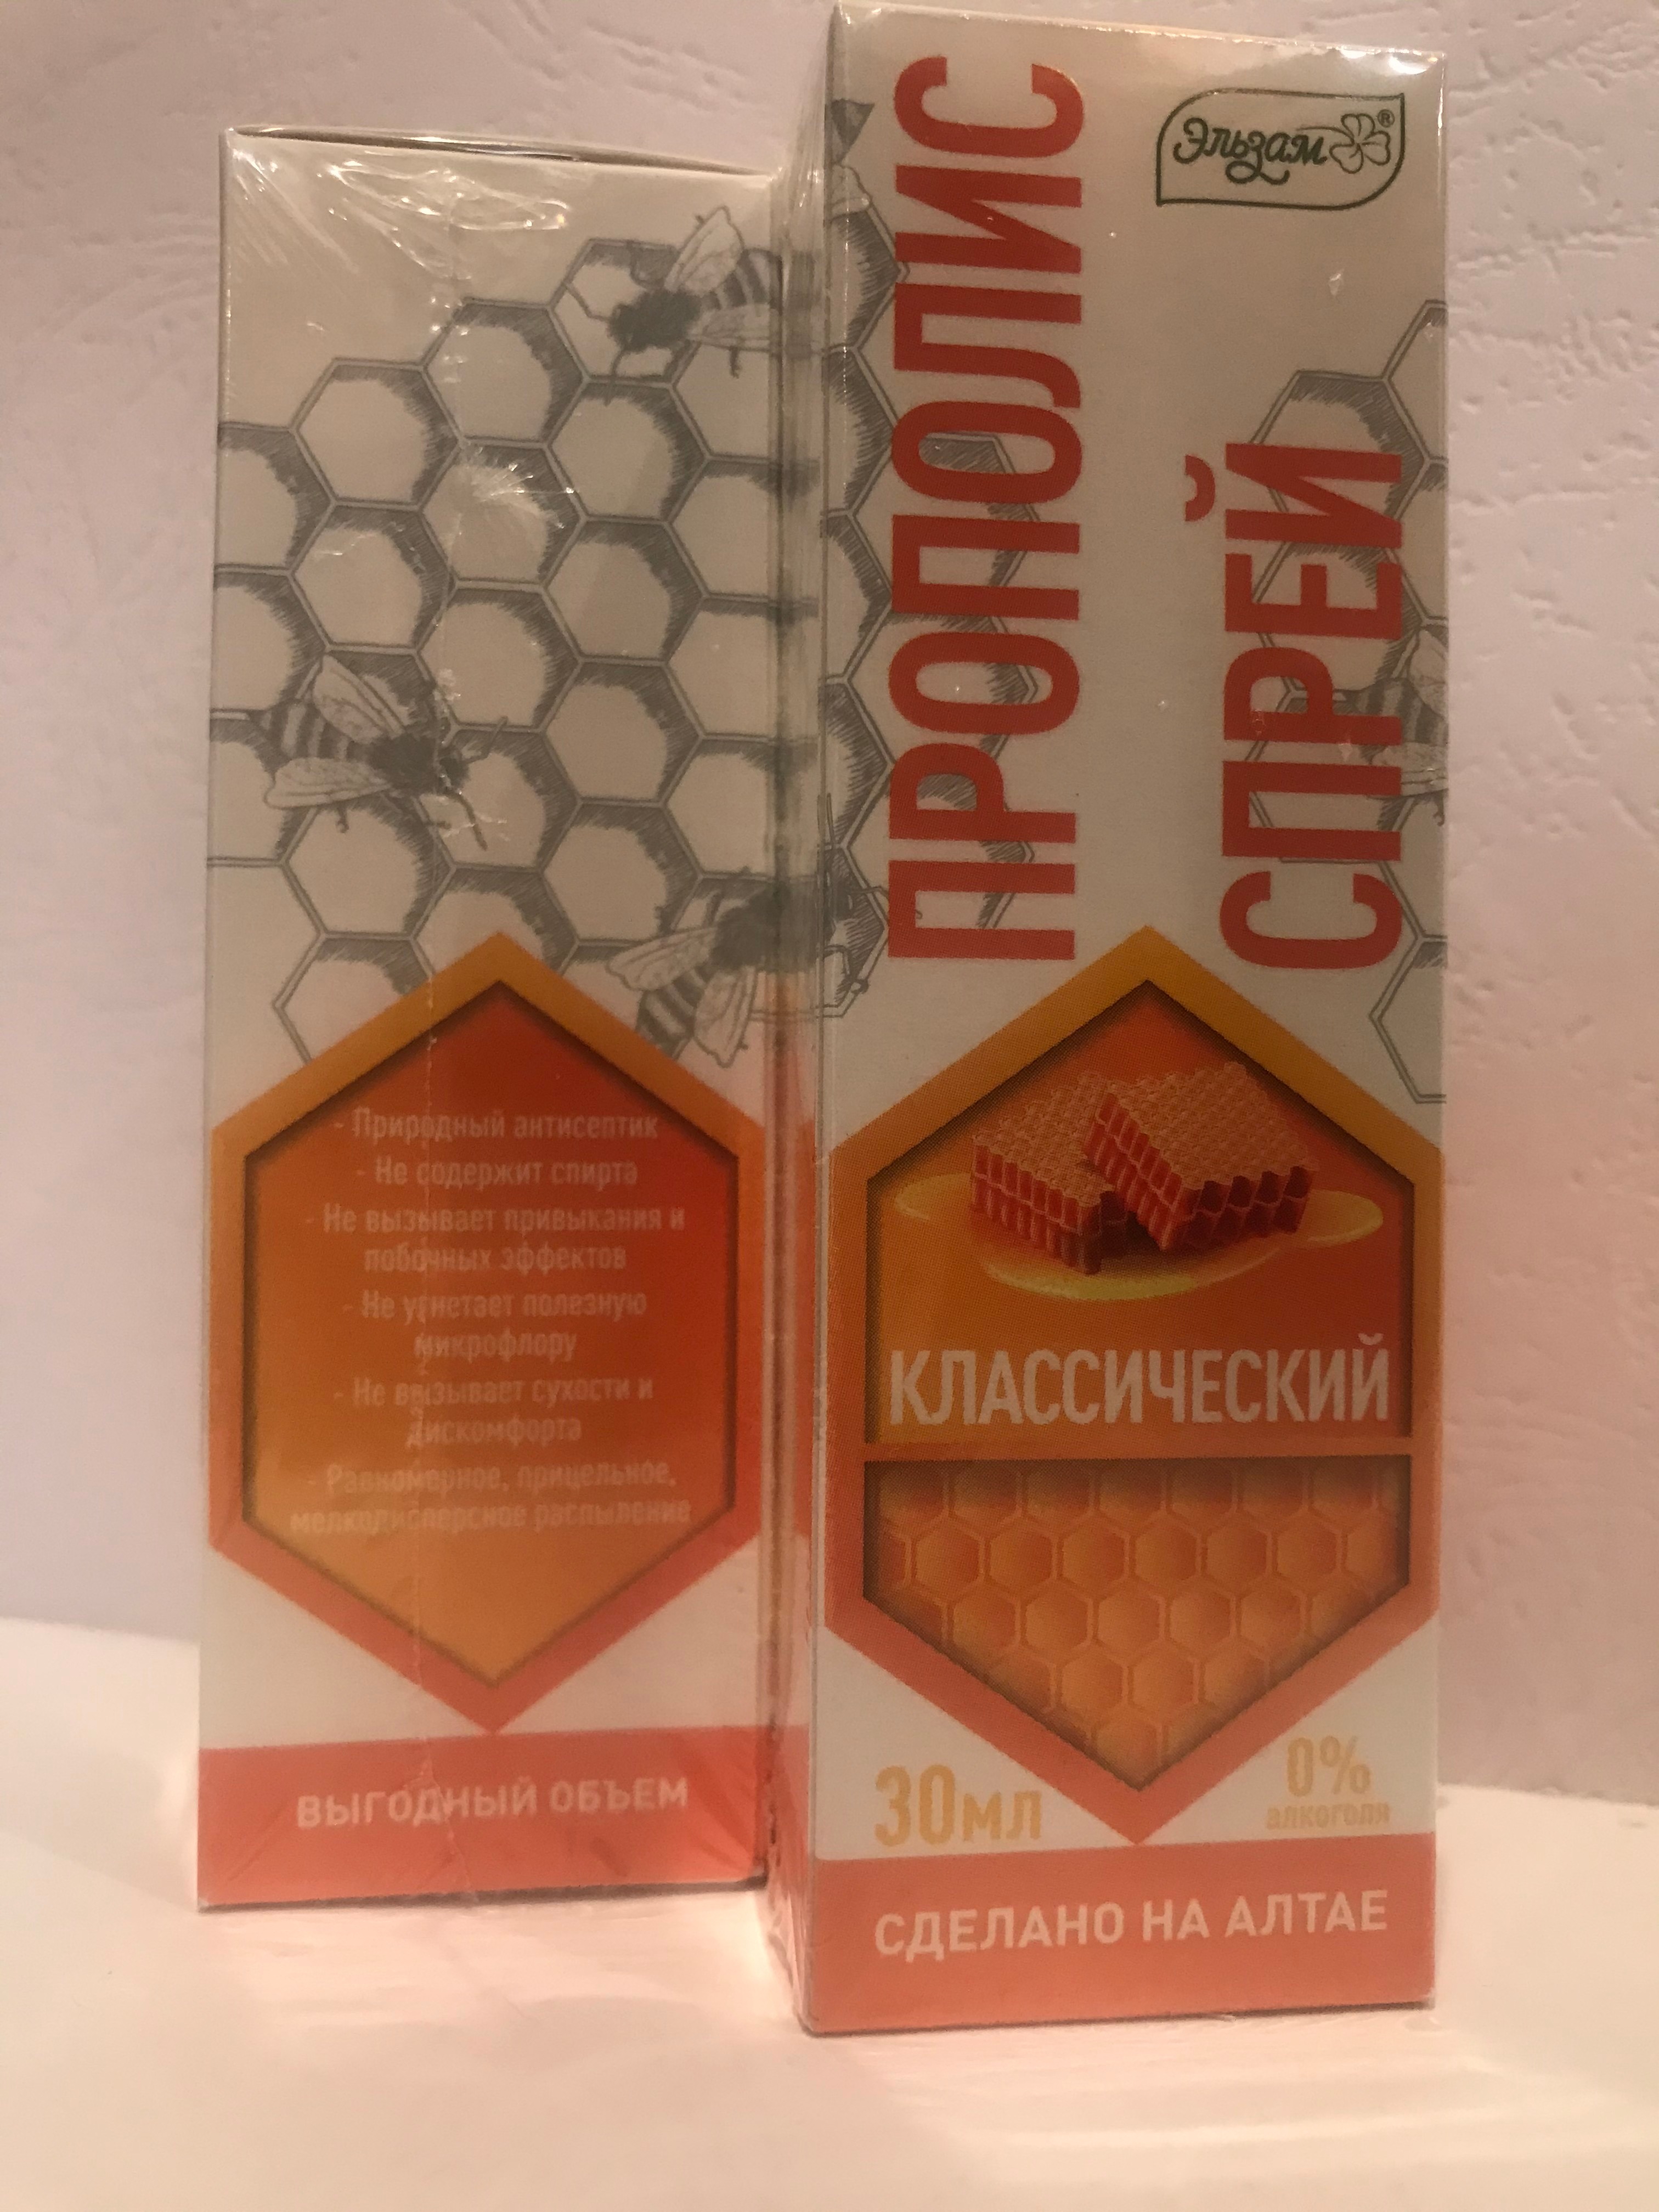 - Природный антисептик
- Не содержит спирта
- Не вызывает привыкания и
побочных эффектов
- Не угнетает полезную
микрофлору
- Не вызывает сухости и
дискомфорта
- Равномерное, прицельное,
мелкодисперсное распыление
ВЫГОДНЫЙ ОБЪЕМ
Эльзам®
ПРОПОЛИС
СПРЕЙ
КЛАССИЧЕСКИЙ
30мл
0%
алкоголя
СДЕЛАНО НА АЛТАЕ